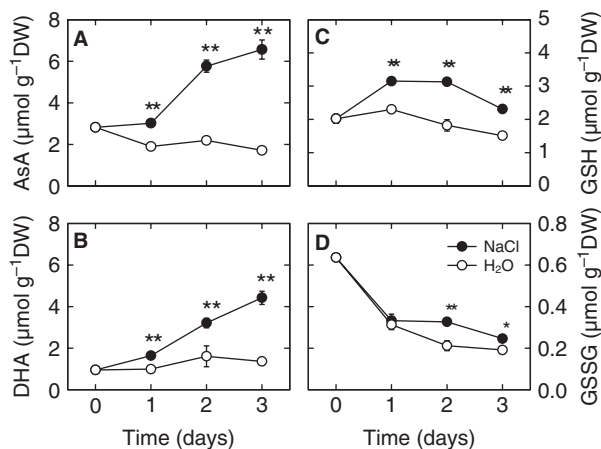 A
AsA (µmol g⁻¹DW)
8
6
4
2
0
**
**
**
C
GSH (µmol g⁻¹DW)
5
4
3
2
1
0
**
**
**
B
DHA (µmol g⁻¹DW)
8
6
4
2
0
**
**
**
0 1 2 3
Time (days)
D
NaCl
H₂O
GSSG (µmol g⁻¹DW)
0.8
0.6
0.4
0.2
0.0
**
*
0 1 2 3
Time (days)